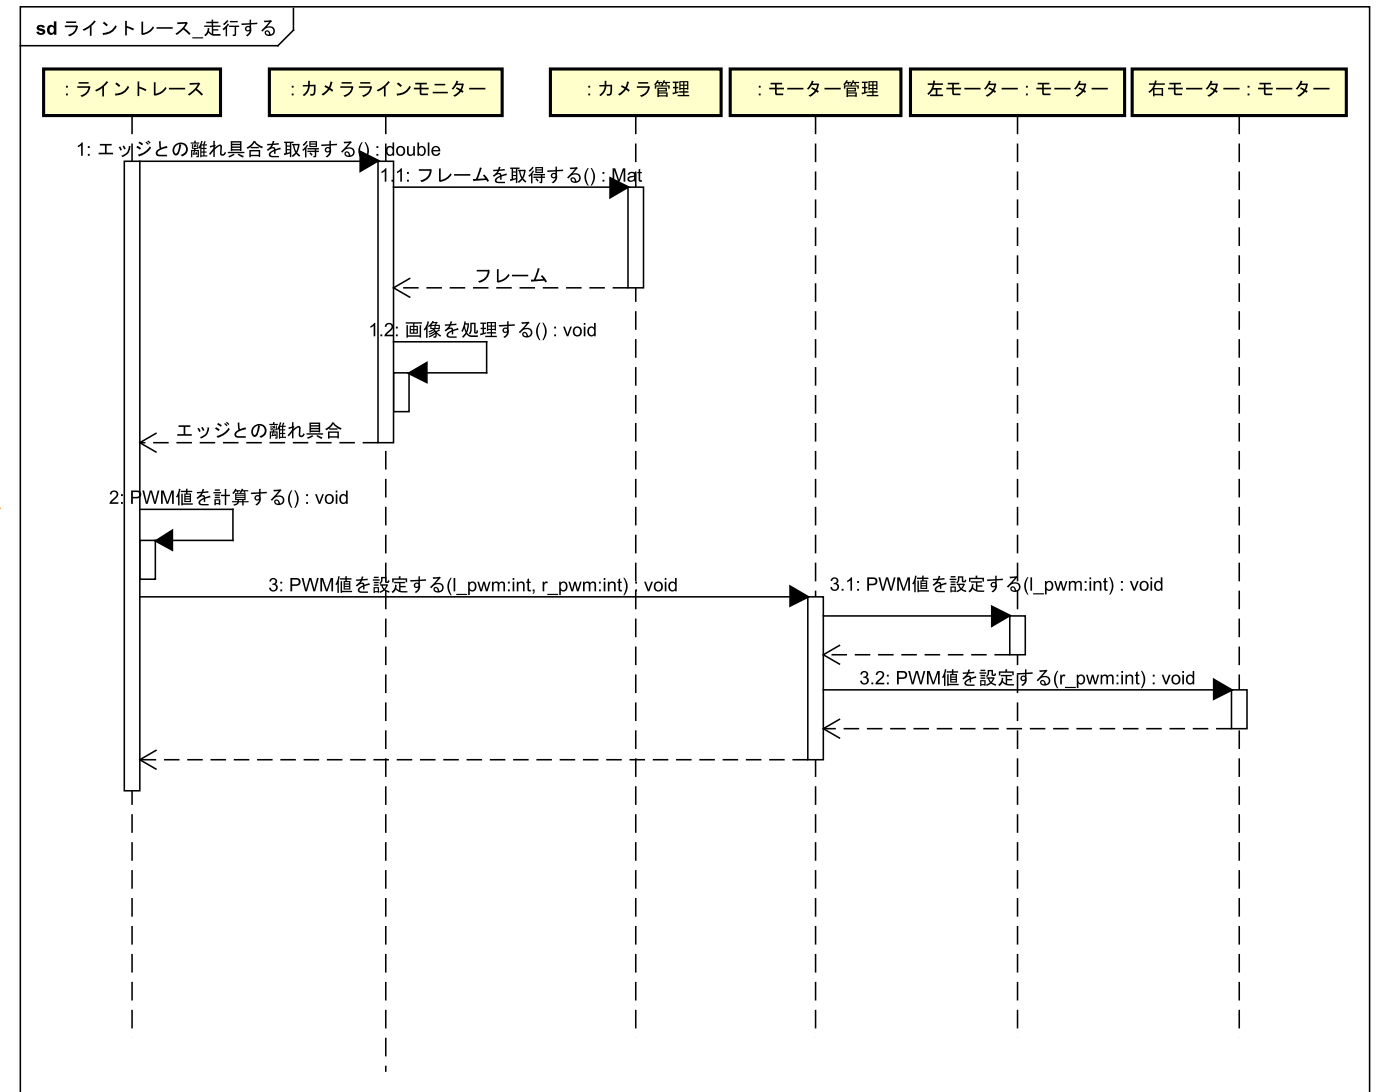 sd ライントレース_走行する
: ライントレース
: カメララインモニター
: カメラ管理
: モーター管理
左モーター : モーター
右モーター : モーター
1: エッジとの離れ具合を取得する() : double
1.1: フレームを取得する() : Mat
フレーム
1.2: 画像を処理する() : void
エッジとの離れ具合
2: PWM値を計算する() : void
3: PWM値を設定する(l_pwm:int, r_pwm:int) : void
3.1: PWM値を設定する(l_pwm:int) : void
3.2: PWM値を設定する(r_pwm:int) : void